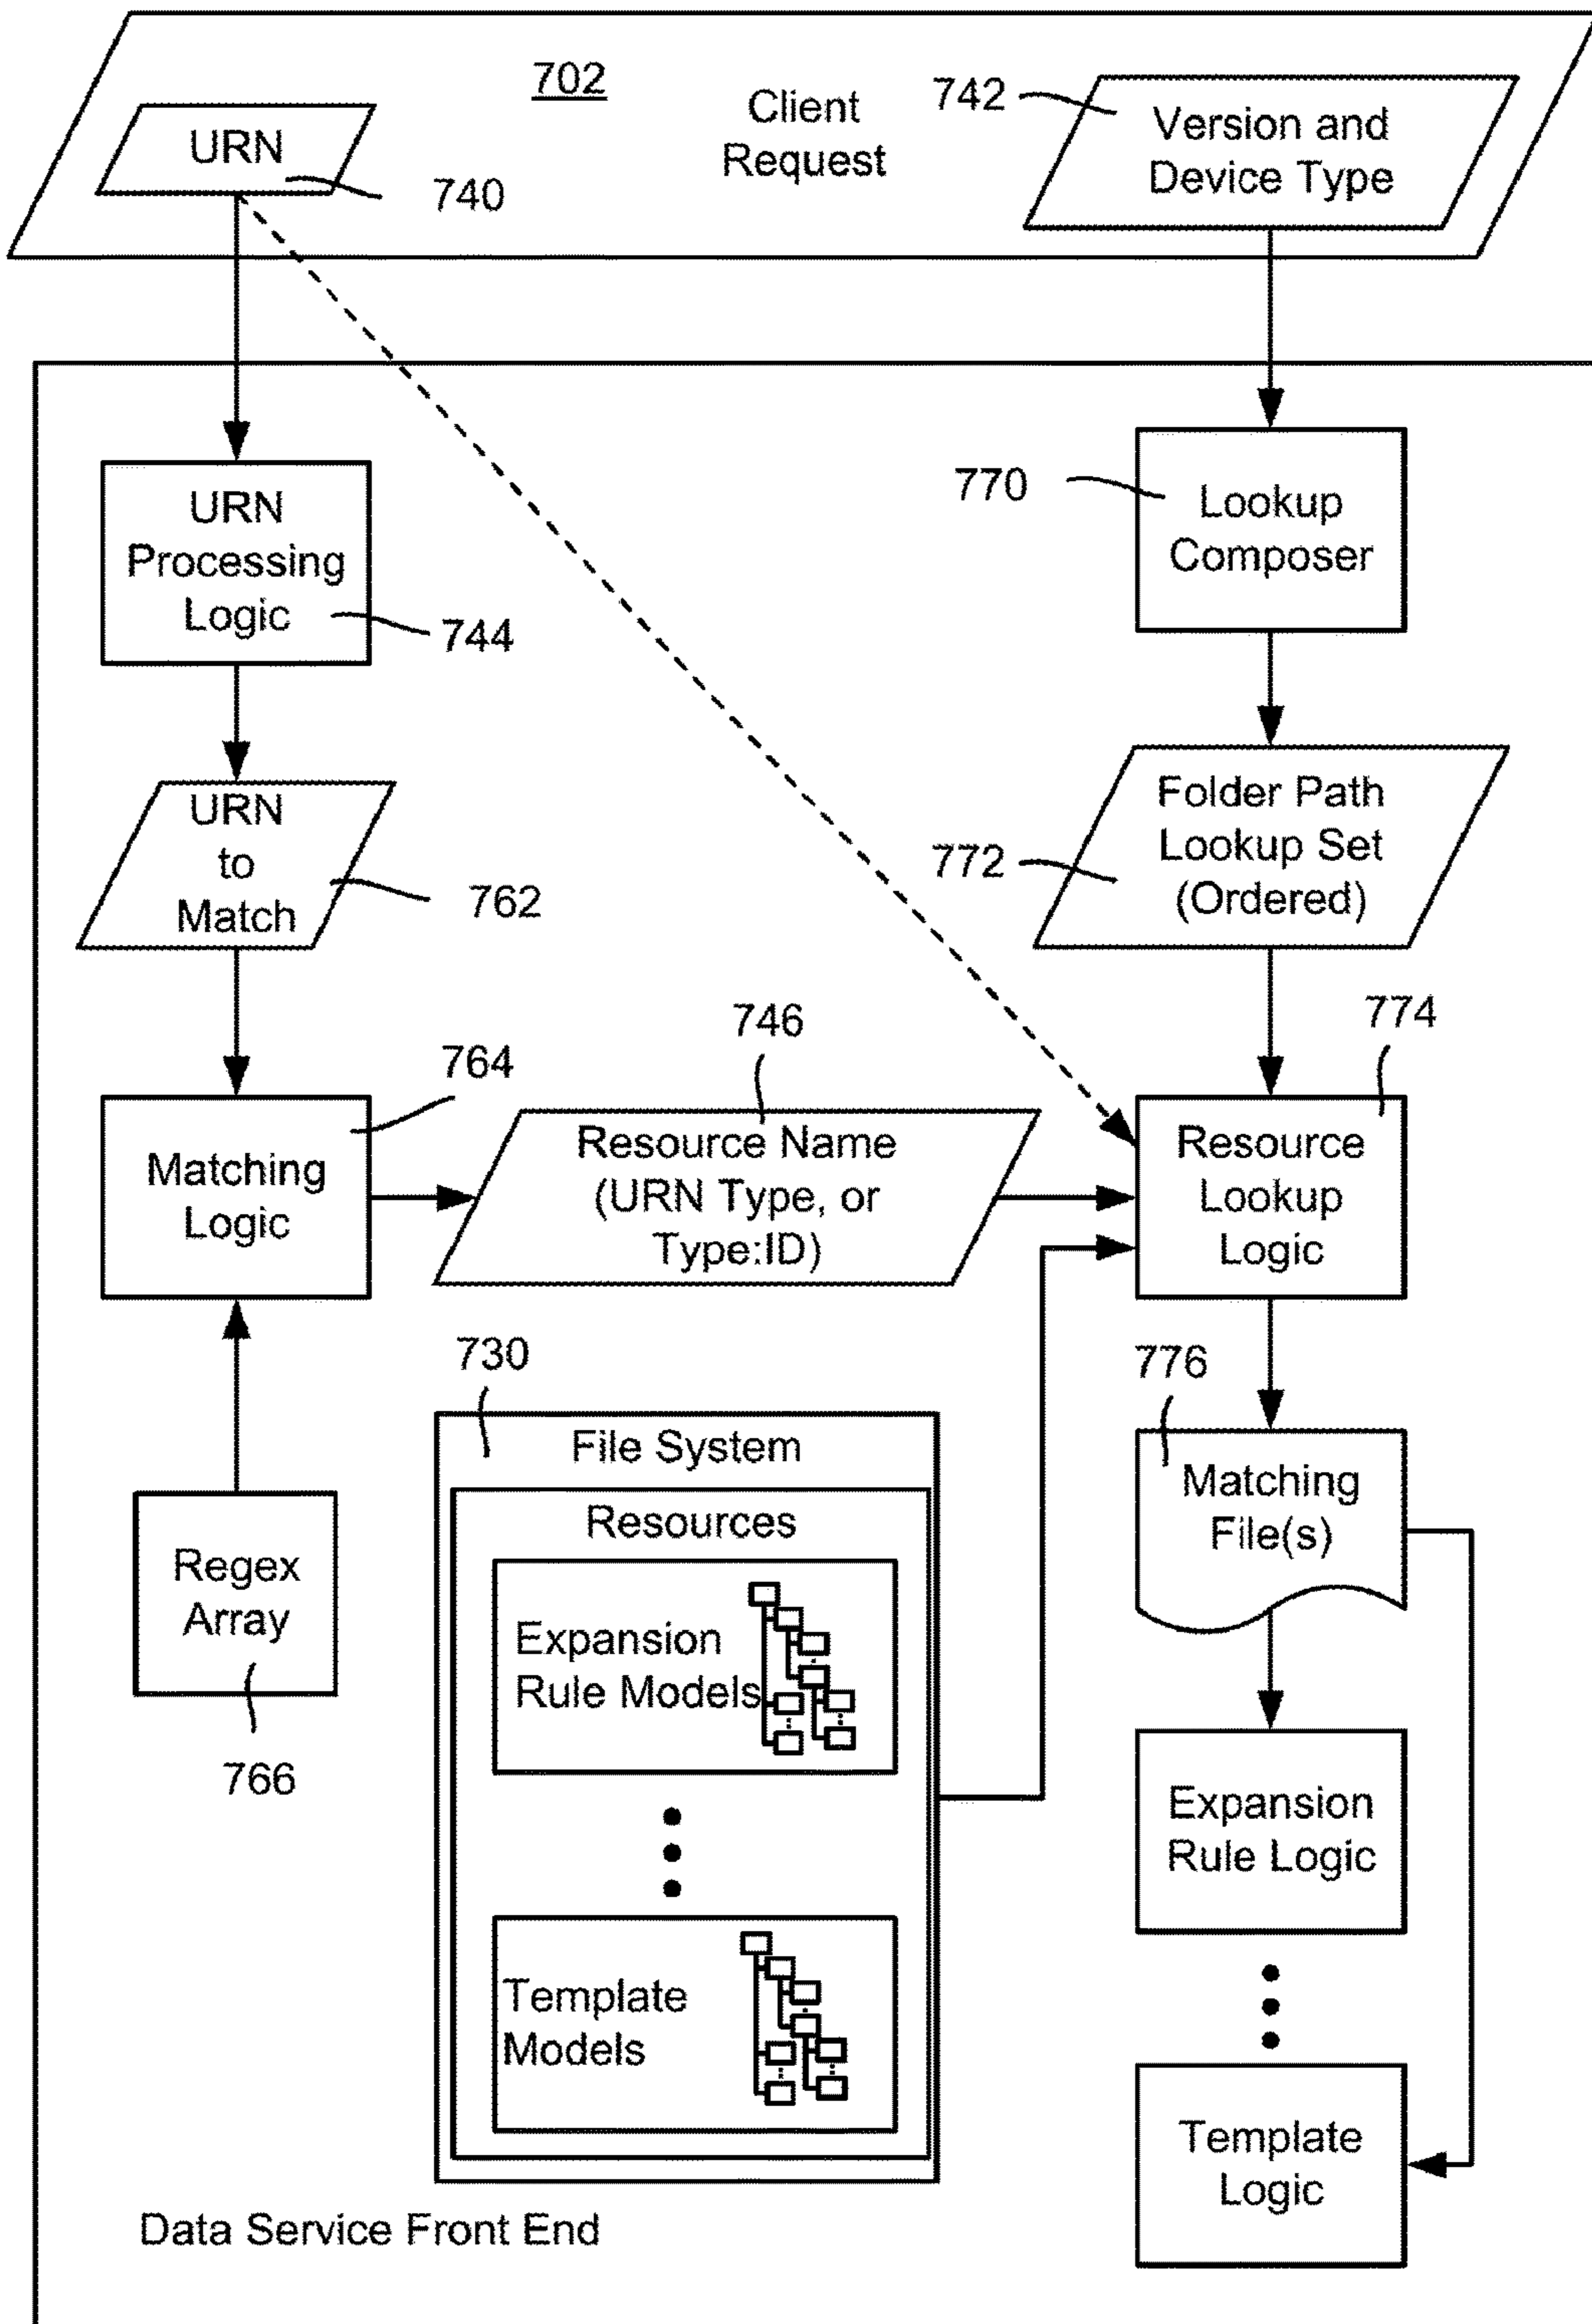 702
Client
Request
742
Version and
Device Type
URN
740
URN
Processing
Logic
744
770
Lookup
Composer
URN
to
Match
762
Folder Path
Lookup Set
(Ordered)
772
746
774
764
Matching
Logic
Resource Name
(URN Type, or
Type:ID)
Resource
Lookup
Logic
730
776
File System
Resources
Expansion
Rule Models
Template
Models
Matching
File(s)
Regex
Array
766
Expansion
Rule Logic
Template
Logic
Data Service Front End